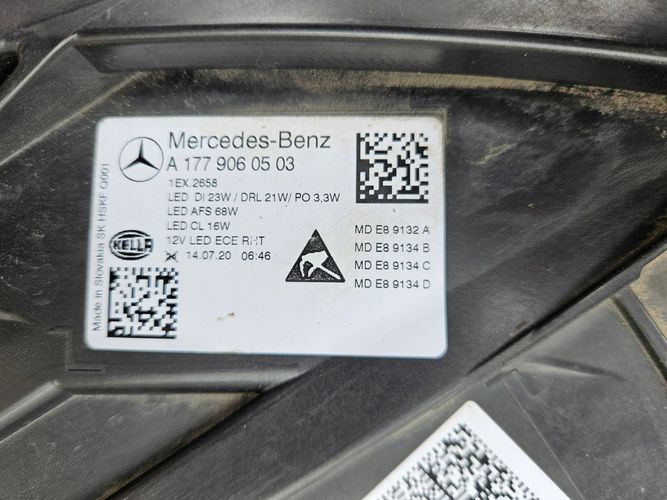 Mercedes-Benz
A 177 906 05 03
1EX.2658
LED DI 23W / DRL 21W/ PO 3,3W
LED AFS 68W
LED CL 16W
12V LED ECE RHT
14.07.20 06:46
HELLA
MD E8 9132 A
MD E8 9134 B
MD E8 9134 C
MD E8 9134 D
Made in Slovakia SK HSKF O001